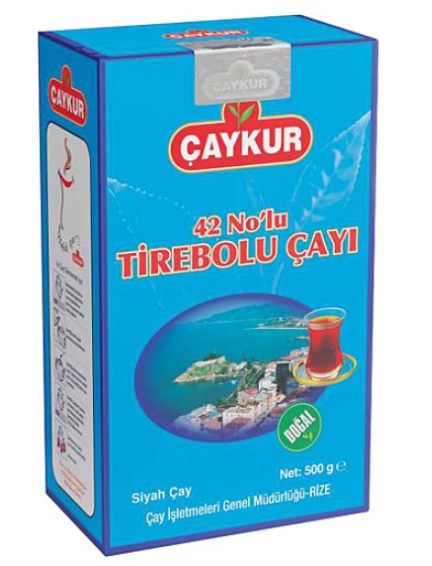 ÇAYKUR
ÇAYKUR
42 No'lu
TİREBOLU ÇAYI
DOĞAL
Net: 500 g ℮
Siyah Çay
Çay İşletmeleri Genel Müdürlüğü-RİZE